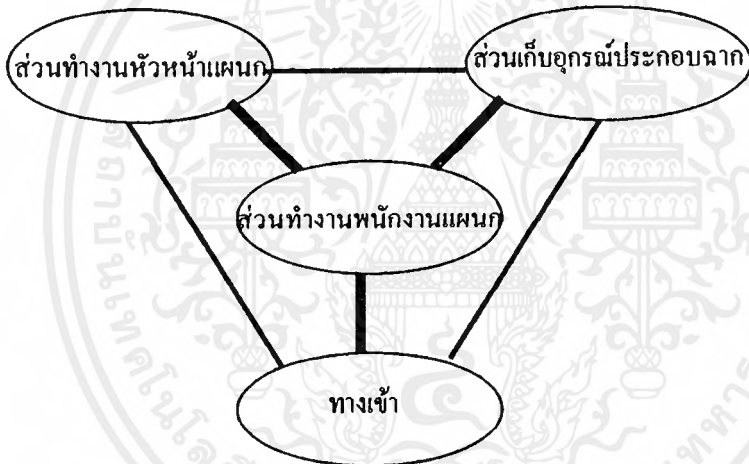 ส่วนทำงานหัวหน้าแผนก
ส่วนเก็บอุกรณ์ประกอบฉาก
ส่วนทำงานพนักงานแผนก
ทางเข้า